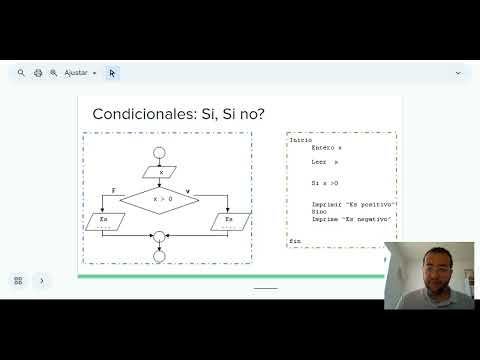 Ajustar
Condicionales: Si, Si no?
x
F
v
x > 0
Es
....
Es
....
Inicio
Entero x
Leer x
Si x >0
Imprimir "Es positivo"
Sino
Imprime "Es negativo"
fin